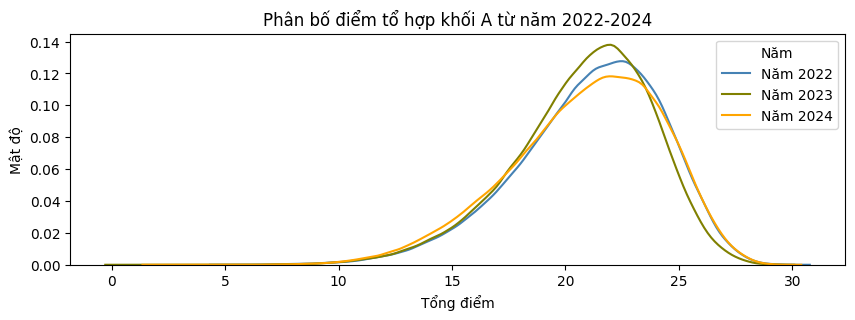 Phân bố điểm tổ hợp khối A từ năm 2022-2024
Năm
Năm 2022
Năm 2023
Năm 2024
Mật độ
0.14
0.12
0.10
0.08
0.06
0.04
0.02
0.00
0 5 10 15 20 25 30
Tổng điểm